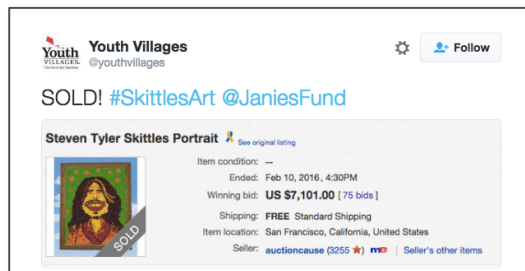 Youth
VILLAGES.
Youth Villages
@youthvillages
Follow
SOLD! #SkittlesArt @JaniesFund
Steven Tyler Skittles Portrait See original listing
Item condition: --
Ended: Feb 10, 2016, 4:30PM
Winning bid: US $7,101.00 [ 75 bids ]
Shipping: FREE Standard Shipping
Item location: San Francisco, California, United States
Seller: auctioncause (3255 ) me | Seller's other items
SOLD